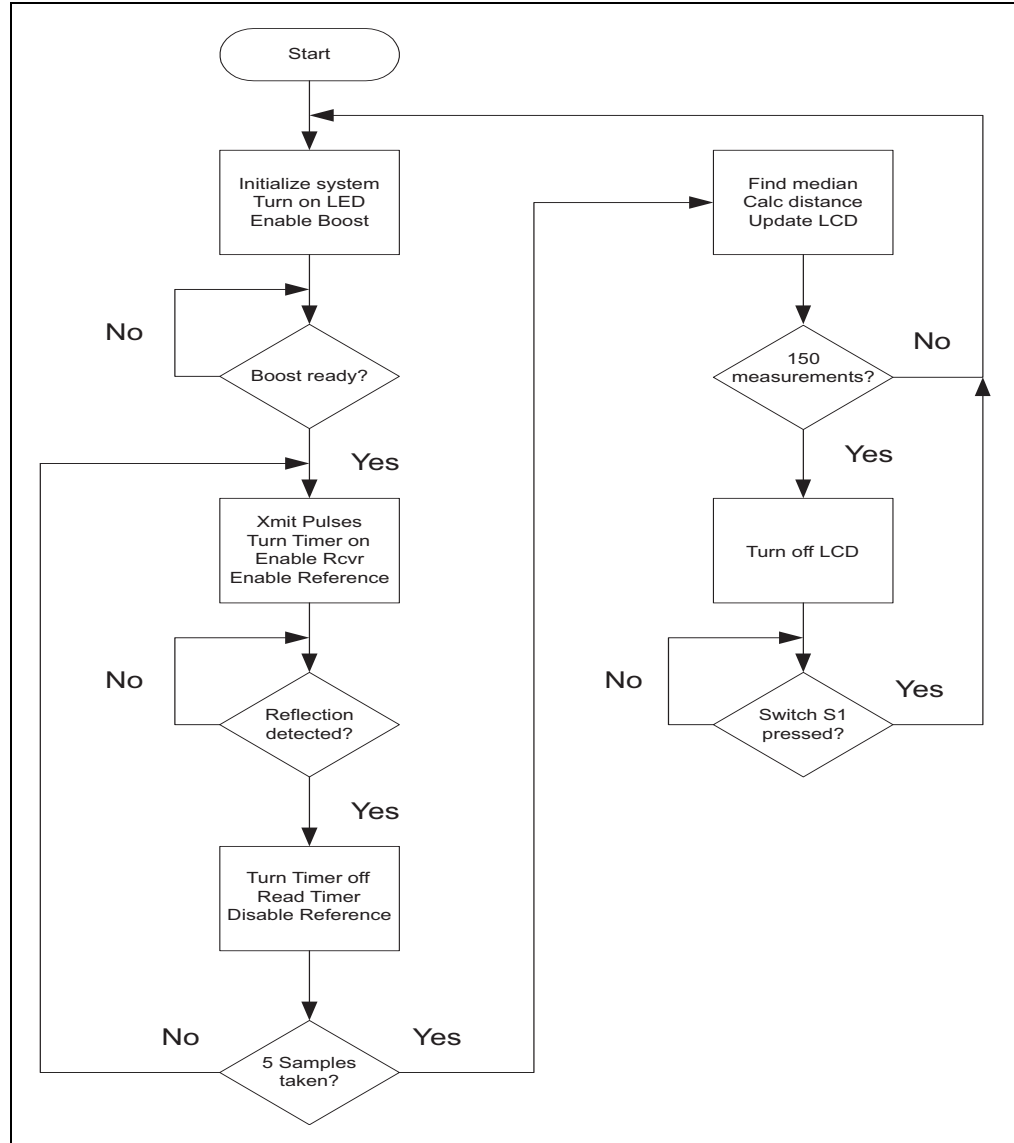 Start
Initialize system
Turn on LED
Enable Boost
No
Boost ready?
Yes
Xmit Pulses
Turn Timer on
Enable Rcvr
Enable Reference
No
Reflection
detected?
Yes
Turn Timer off
Read Timer
Disable Reference
No
Yes
5 Samples
taken?
Find median
Calc distance
Update LCD
No
150
measurements?
Yes
Turn off LCD
No
Yes
Switch S1
pressed?